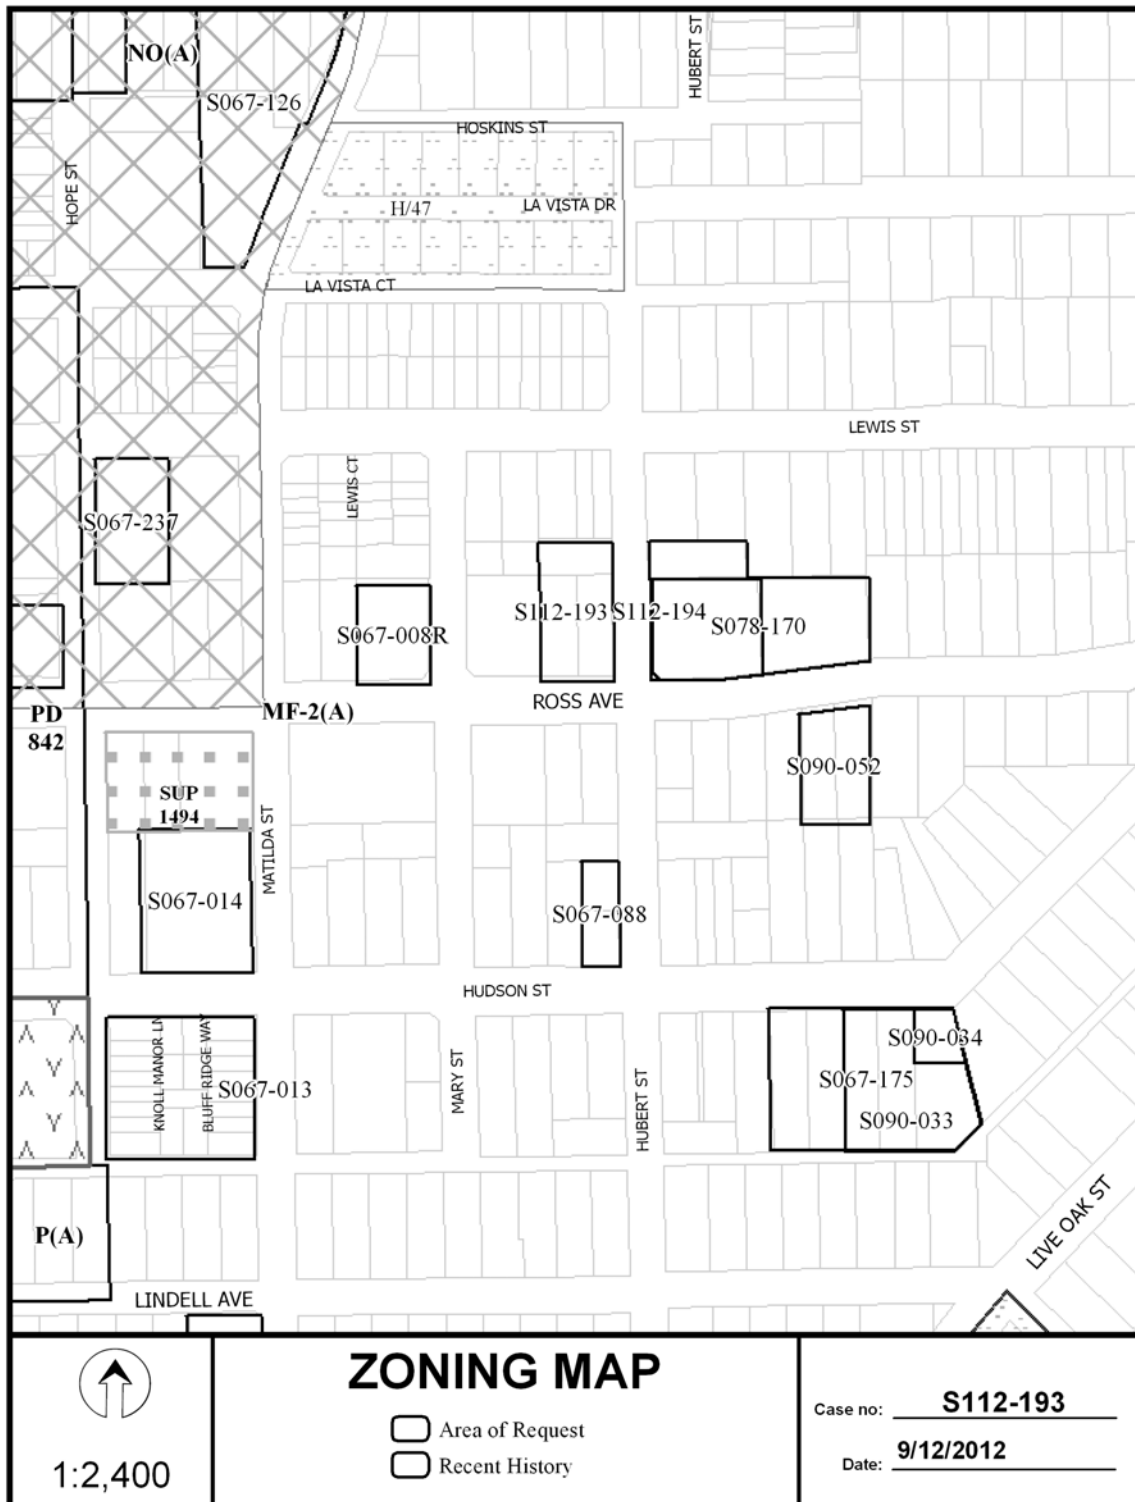 NO(A)
HUBERT ST
S067-126
HOSKINS ST
HOPE ST
H/47
LA VISTA DR
LA VISTA CT
LEWIS ST
LEWIS CT
S067-237
S067-008R
S112-193
S112-194
S078-170
ROSS AVE
PD
842
MF-2(A)
S090-052
SUP
1494
MATILDA ST
S067-014
S067-088
HUDSON ST
KNOLL MANOR LN
BLUFF RIDGE WAY
S067-013
MARY ST
HUBERT ST
S090-034
S067-175
S090-033
P(A)
LIVE OAK ST
LINDELL AVE
1:2,400
ZONING MAP
Area of Request
Recent History
Case no: S112-193
Date: 9/12/2012